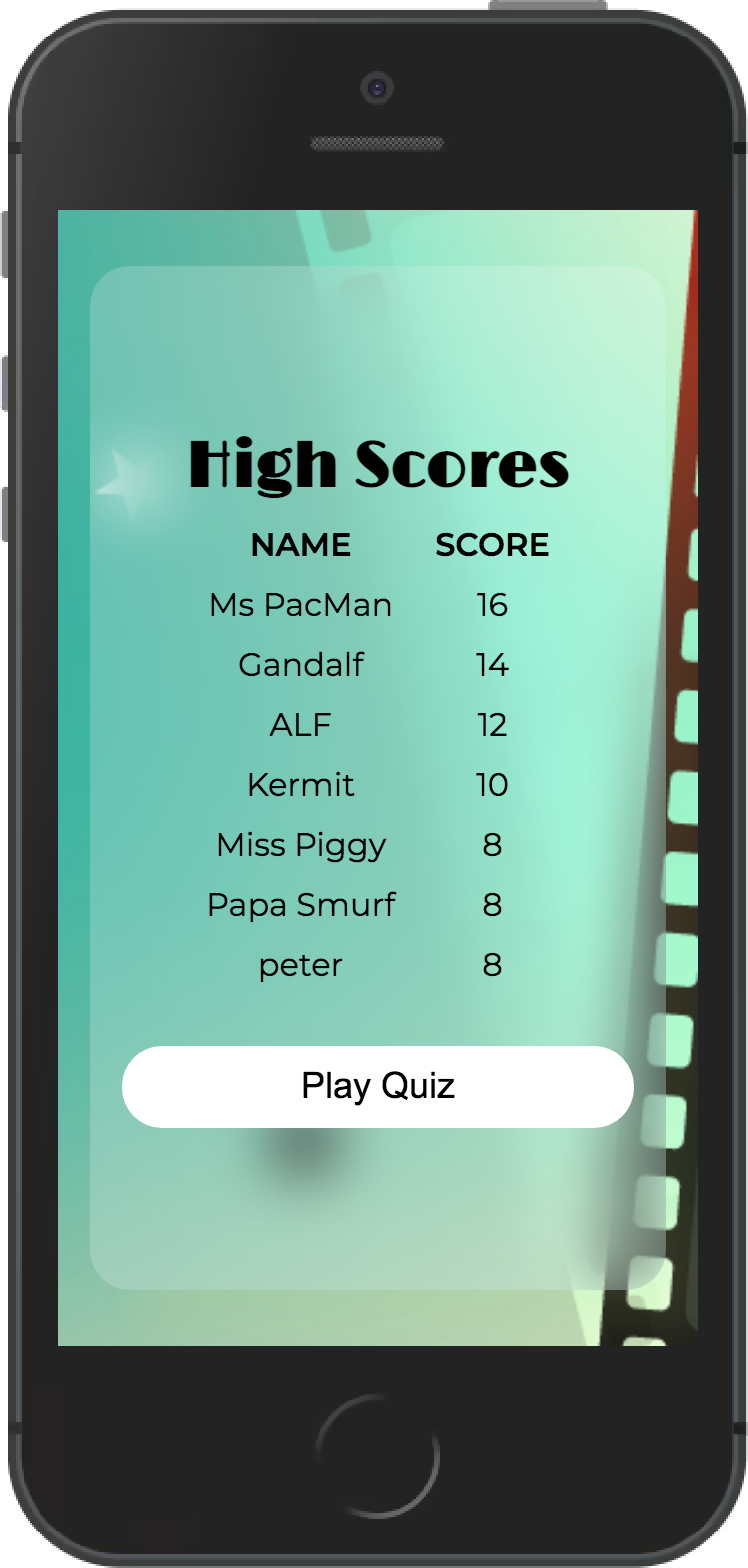 High Scores
NAME SCORE
Ms PacMan 16
Gandalf 14
ALF 12
Kermit 10
Miss Piggy 8
Papa Smurf 8
peter 8
Play Quiz